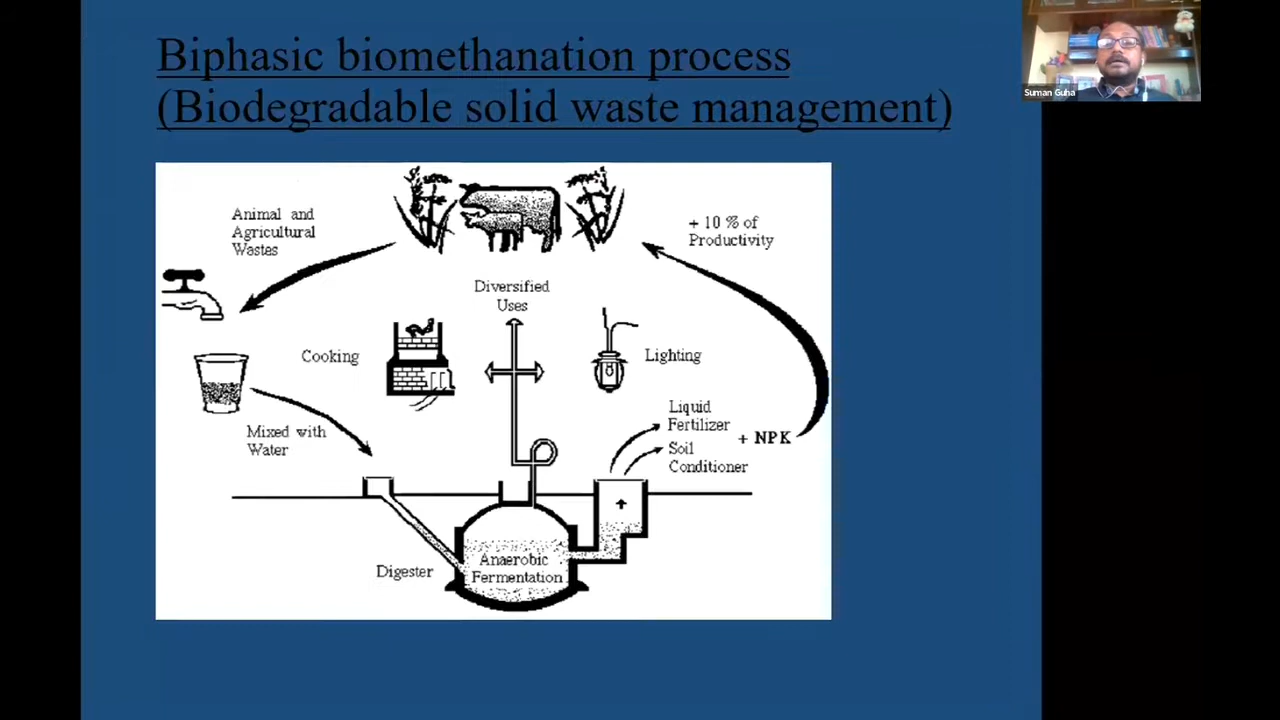 Biphasic biomethanation process
(Biodegradable solid waste management)
Suman Guha
Animal and
Agricultural
Wastes
+ 10 % of
Productivity
Diversified
Uses
Cooking
Lighting
Mixed with
Water
Liquid
Fertilizer
Soil
Conditioner
+ NPK
Digester
Anaerobic
Fermentation